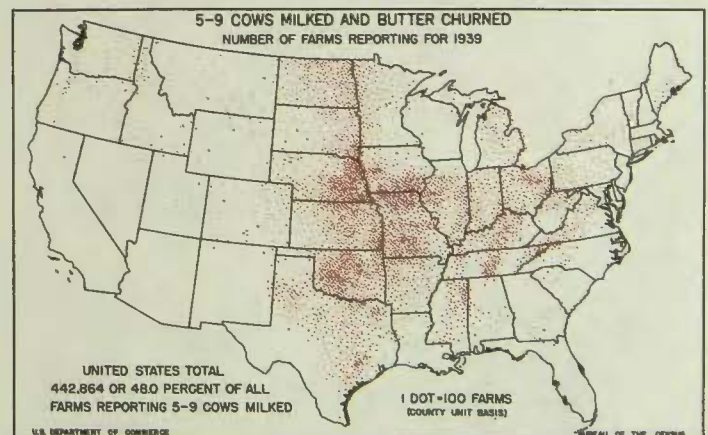 5-9 COWS MILKED AND BUTTER CHURNED
NUMBER OF FARMS REPORTING FOR 1939
UNITED STATES TOTAL
442,864 OR 48.0 PERCENT OF ALL
FARMS REPORTING 5-9 COWS MILKED
1 DOT=100 FARMS
(COUNTY UNIT BASIS)
U.S. DEPARTMENT OF COMMERCE
BUREAU OF THE CENSUS